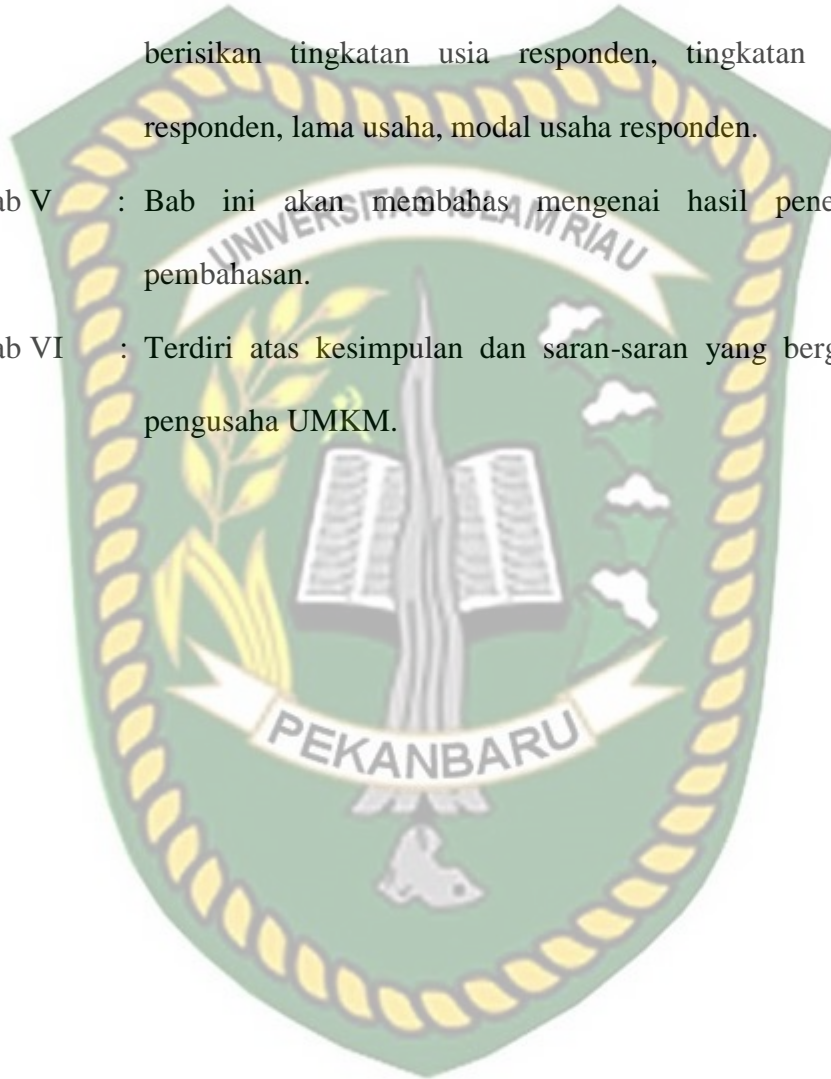 berisikan tingkatan usia responden, tingkatan
responden, lama usaha, modal usaha responden.
ab V : Bab ini akan membahas mengenai hasil pene
pembahasan.
ab VI : Terdiri atas kesimpulan dan saran-saran yang berg
pengusaha UMKM.
UNIVERSITAS ISLAM RIAU
PEKANBARU